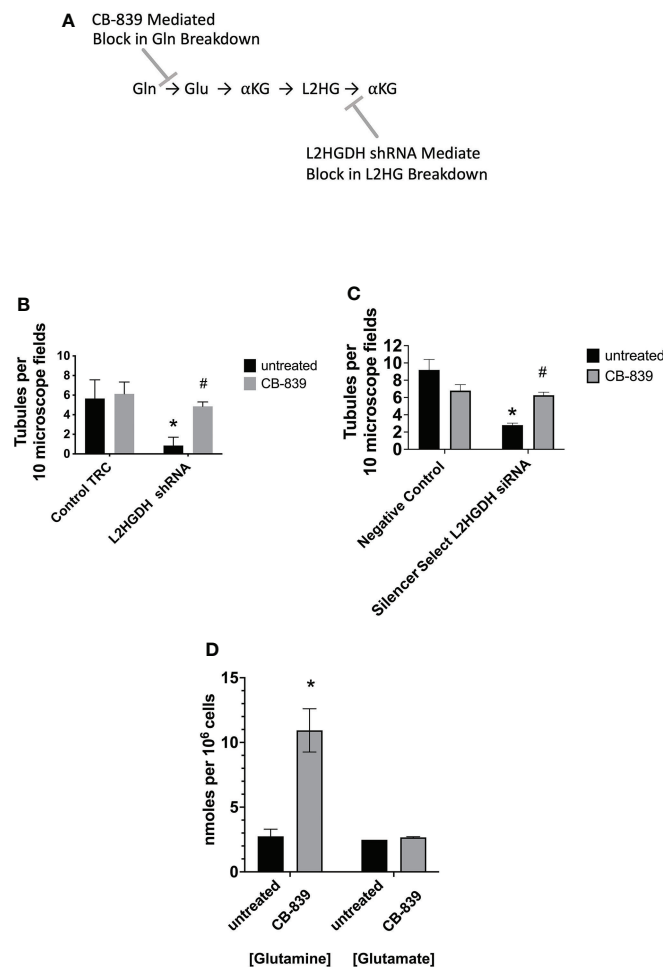 A
CB-839 Mediated
Block in Gln Breakdown
Gln → Glu → αKG → L2HG → αKG
L2HGDH shRNA Mediate
Block in L2HG Breakdown
B
Tubules per
10 microscope fields
10
8
6
4
2
0
*
#
untreated
CB-839
Control TRC
L2HGDH shRNA
C
Tubules per
10 microscope fields
12
10
8
6
4
2
0
*
#
untreated
CB-839
Negative Control
Silencer Select L2HGDH siRNA
D
nmoles per 10⁶ cells
15
10
5
0
*
untreated
CB-839
untreated
CB-839
[Glutamine] [Glutamate]